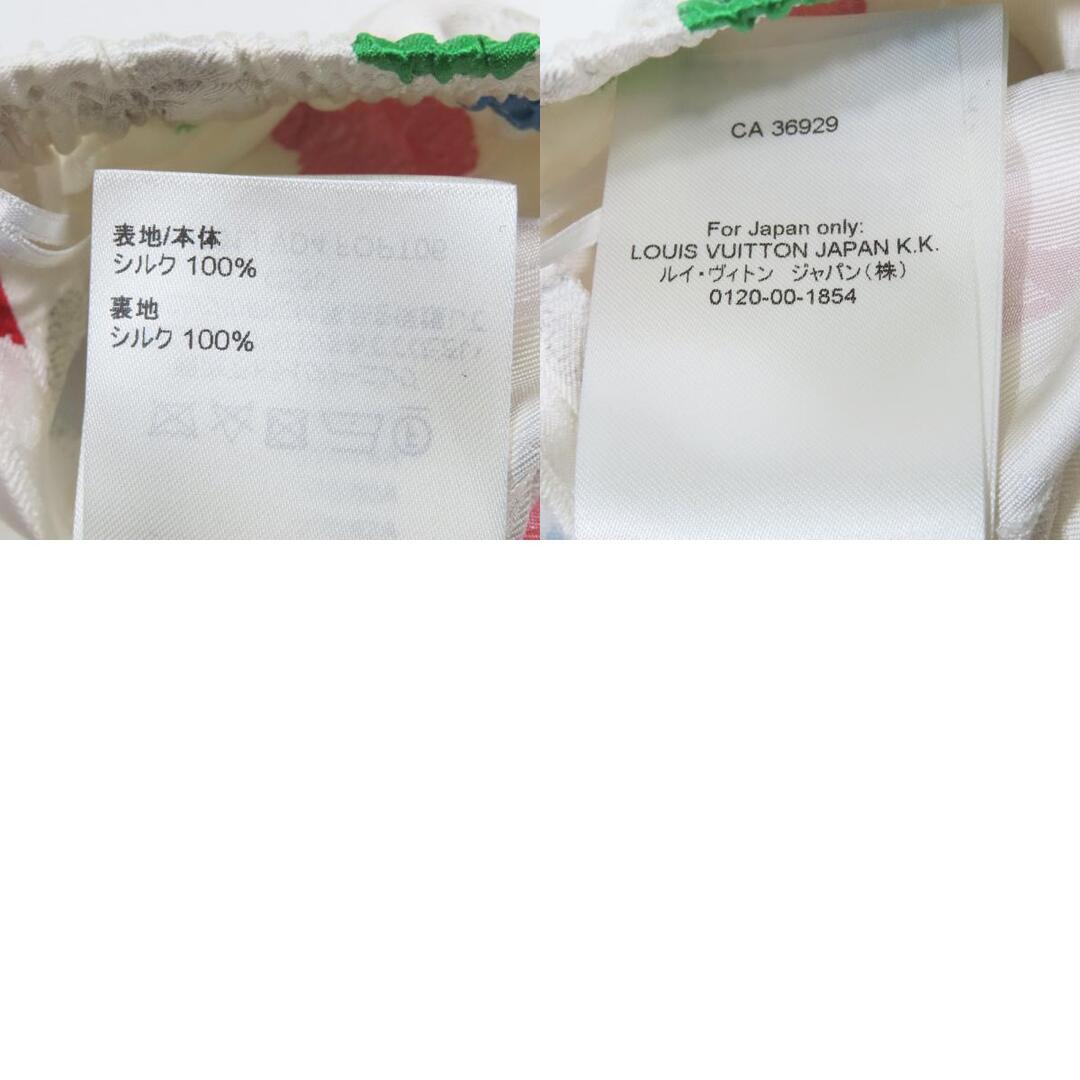 表地/本体
シルク 100%
裏地
シルク 100%
CA 36929
For Japan only:
LOUIS VUITTON JAPAN K.K.
ルイ・ヴィトン ジャパン(株)
0120-00-1854